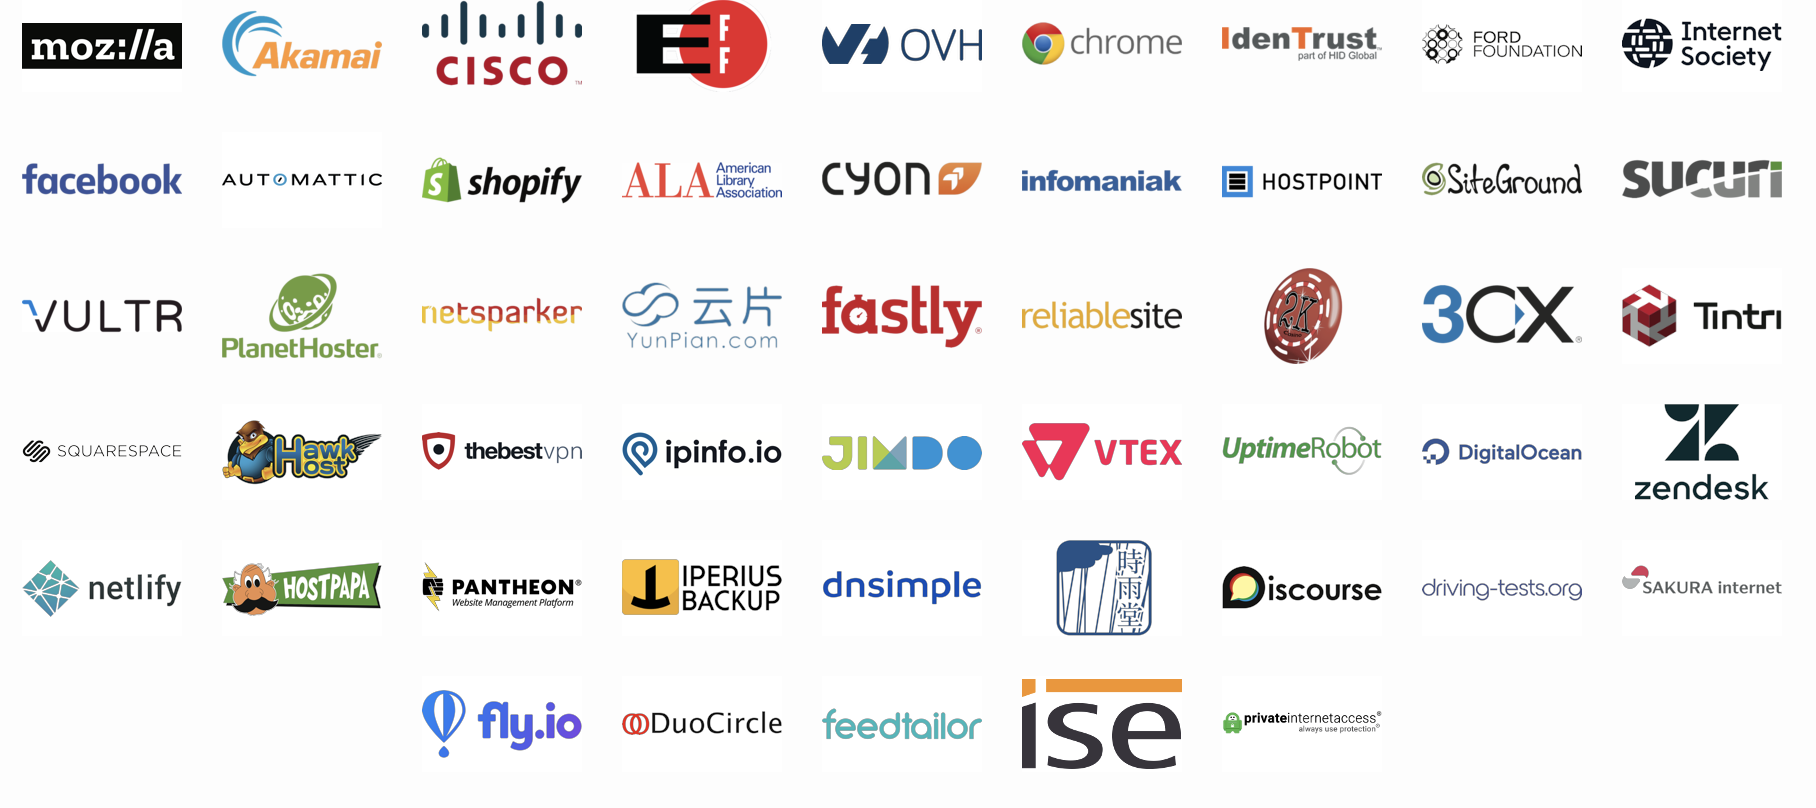 moz://a
Akamai
CISCO
™
EFF
OVH
chrome
IdenTrust™
part of HID Global
FORD
FOUNDATION
Internet
Society
facebook
AUTOMATTIC
shopify
ALA
American
Library
Association
cyon
infomaniak
HOSTPOINT
SiteGround
sucuri
VULTR
PlanetHoster®
netsparker
云片
YunPian.com
fastly®
reliablesite
2K
3CX®
Tintri
SQUARESPACE
Hawk
Host
thebestvpn
ipinfo.io
JIMDO
VTEX
UptimeRobot
DigitalOcean
zendesk
netlify
HOSTPAPA
PANTHEON®
Website Management Platform
IPERIUS
BACKUP
dnsimple
時雨堂
Discourse
driving-tests.org
SAKURA internet
fly.io
DuoCircle
feedtailor
ise
privateinternetaccess®
always use protection®